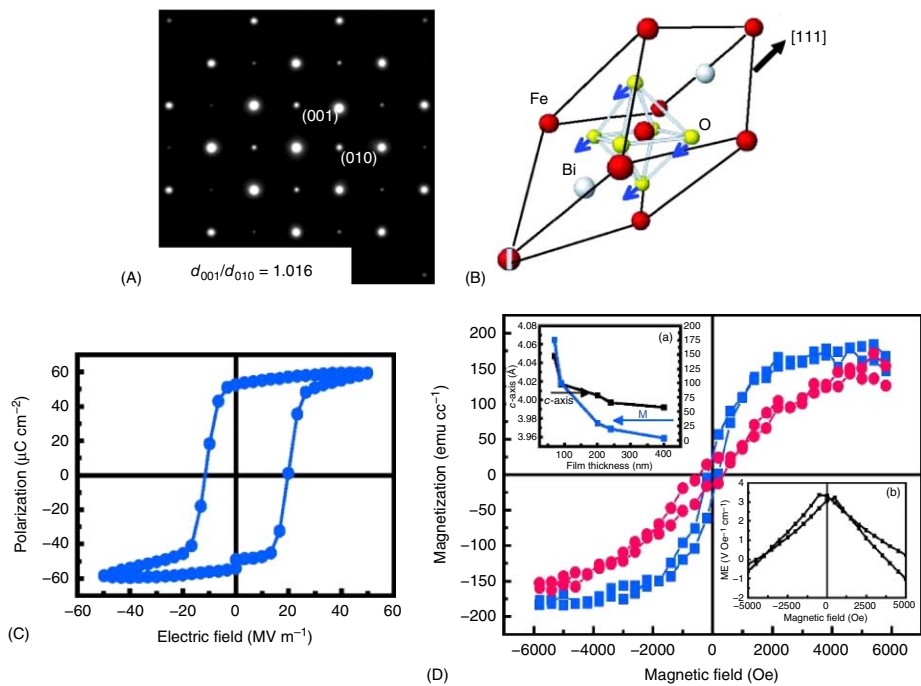 (001)
(010)
d001/d010 = 1.016
(A)
[111]
Fe
O
Bi
(B)
60
40
20
0
−20
−40
−60
Polarization (μC cm−2)
−60 −40 −20 0 20 40 60
Electric field (MV m−1)
(C)
200
150
100
50
0
−50
−100
−150
−200
Magnetization (emu cc−1)
−6000 −4000 −2000 0 2000 4000 6000
Magnetic field (Oe)
(D)
(a)
4.08
4.06
4.04
4.02
4.00
3.98
3.96
c-axis (Å)
200
175
150
125
100
75
50
25
0
c-axis
M
100 200 300 400
Film thickness (nm)
(b)
4
3
2
1
0
−1
−2
ME (V Oe−1 cm−1)
−5000 −2500 0 2500 5000
Magnetic field (Oe)